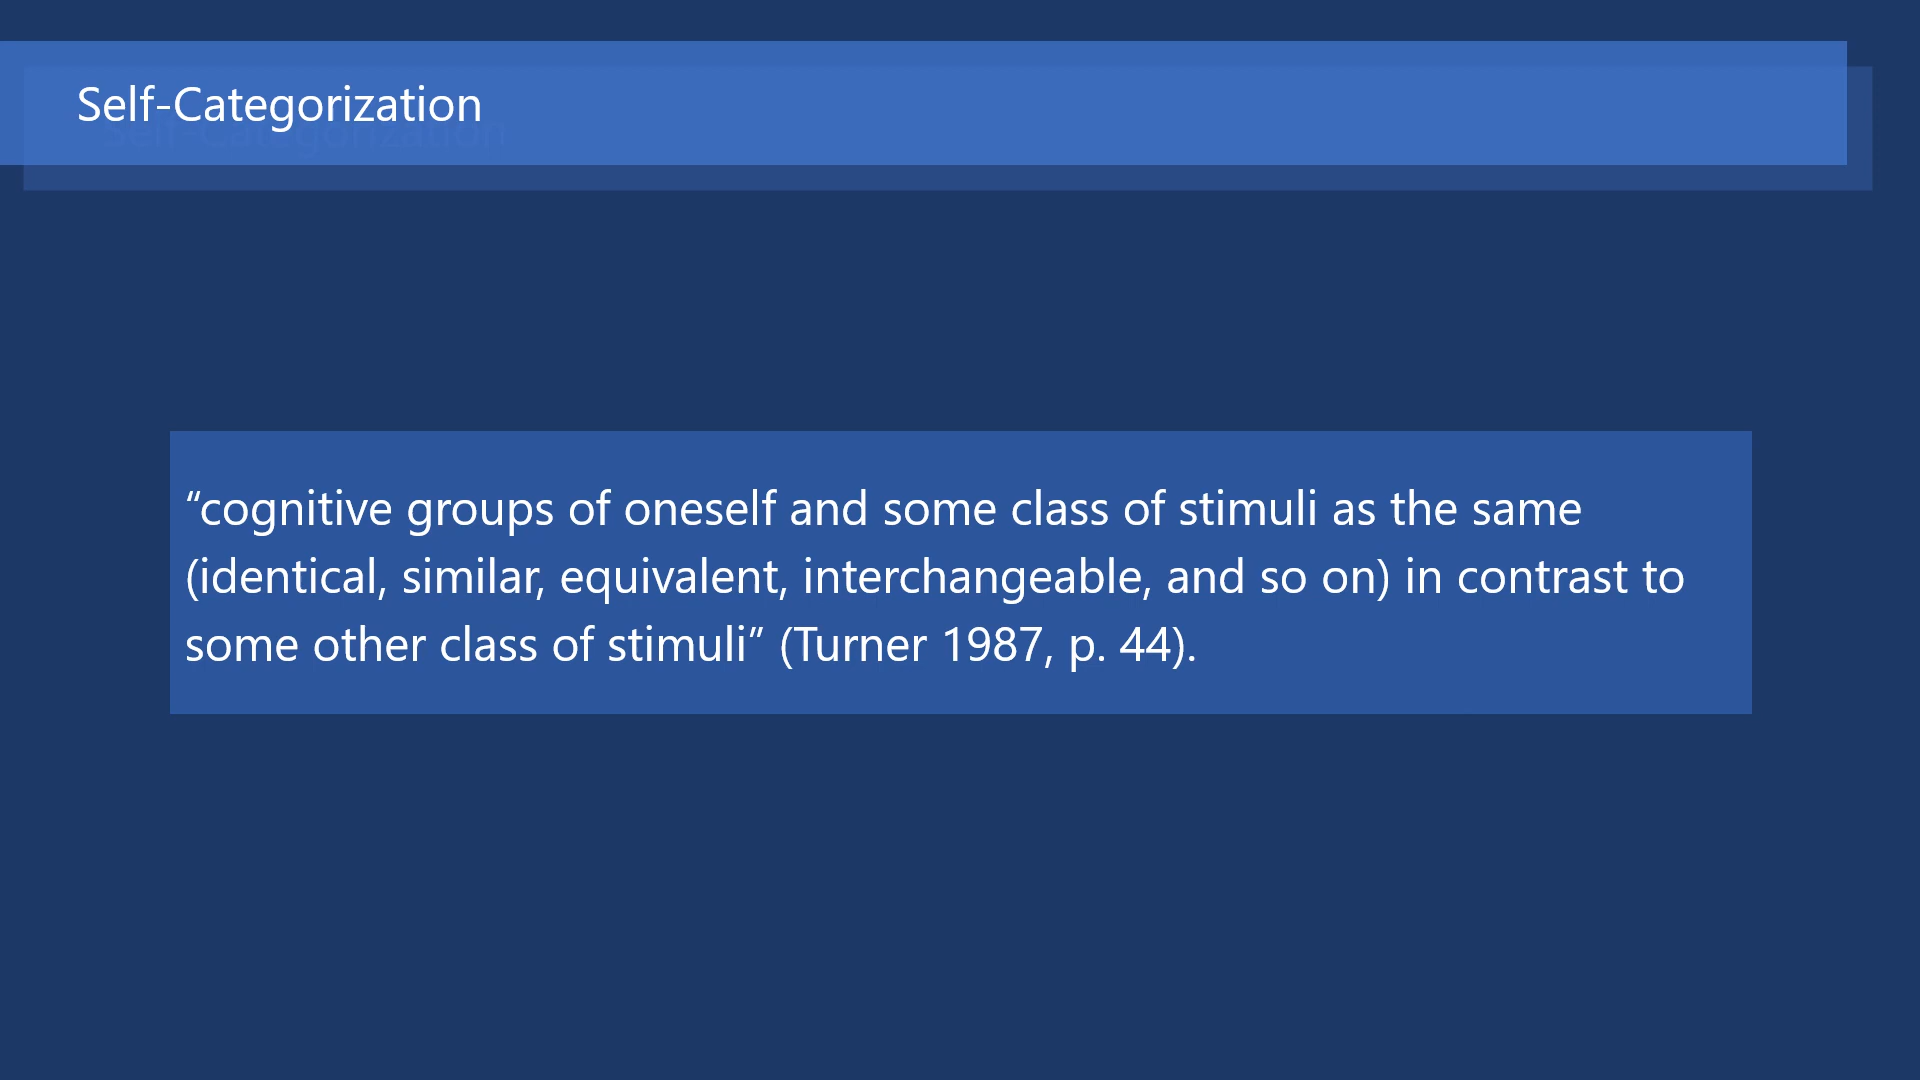 Self-Categorization
“cognitive groups of oneself and some class of stimuli as the same
(identical, similar, equivalent, interchangeable, and so on) in contrast to
some other class of stimuli” (Turner 1987, p. 44).